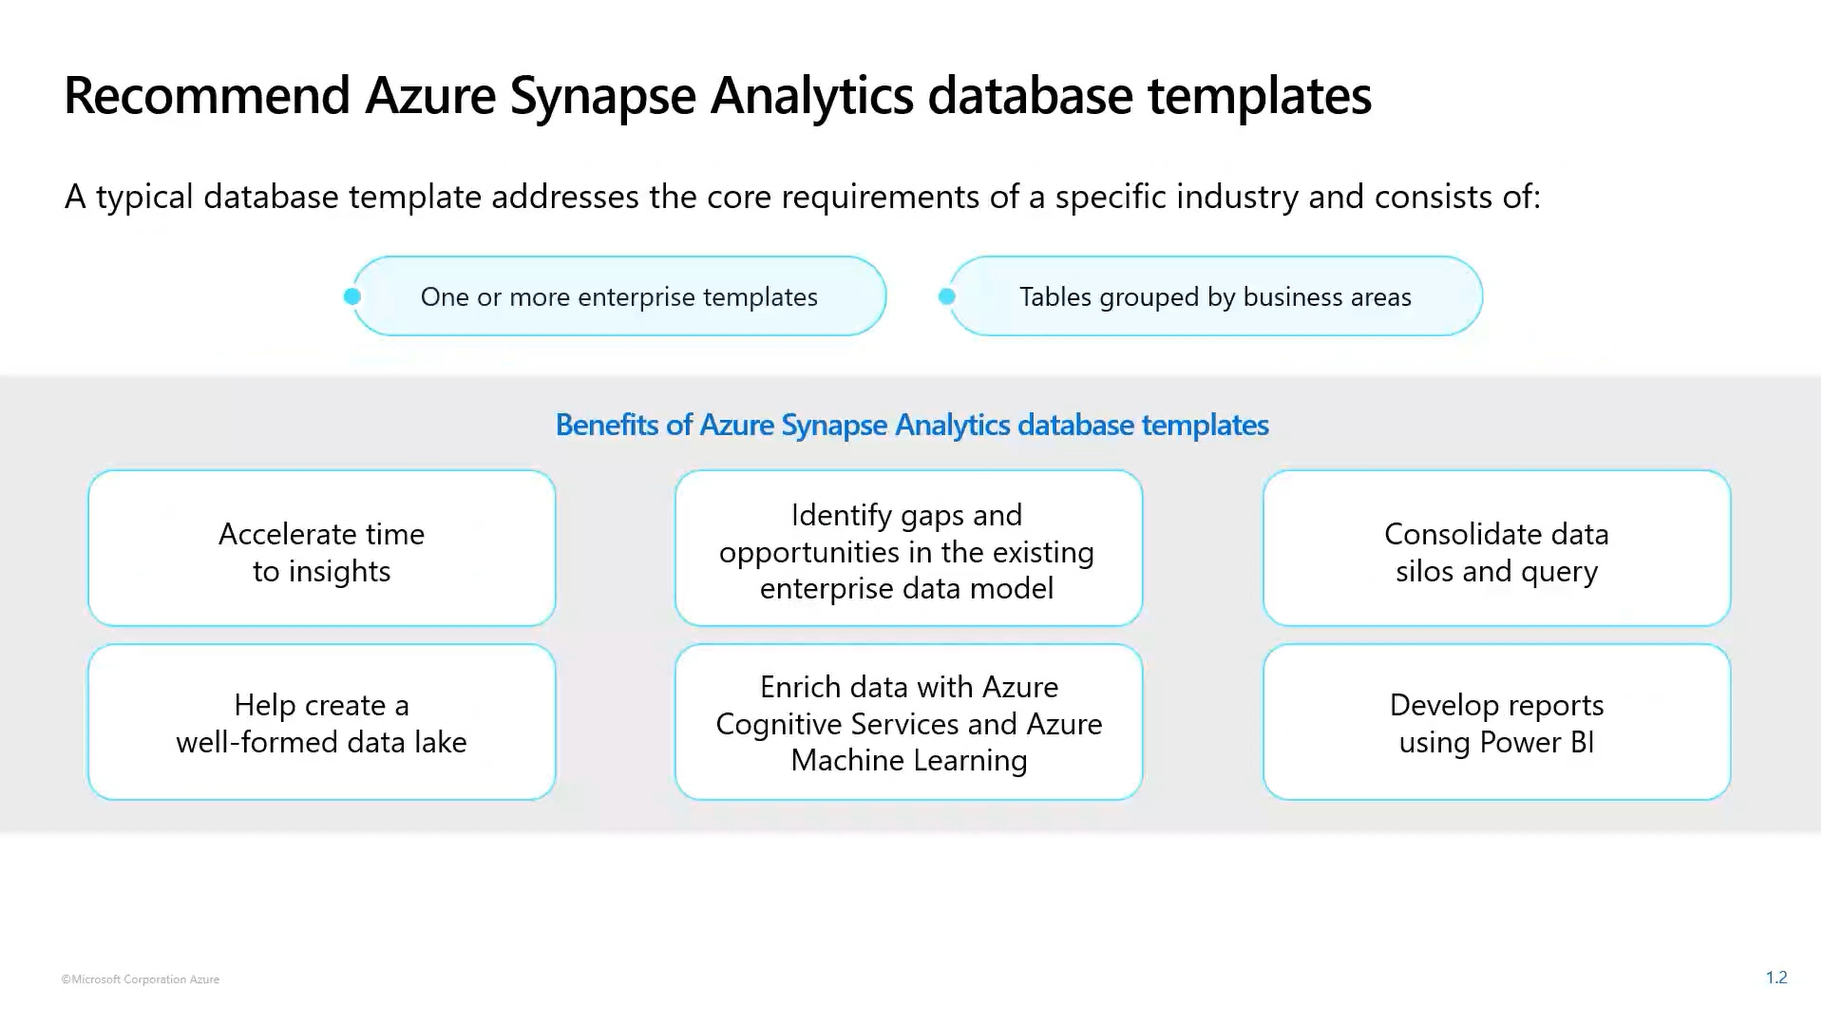 Recommend Azure Synapse Analytics database templates
A typical database template addresses the core requirements of a specific industry and consists of:
One or more enterprise templates
Tables grouped by business areas
Benefits of Azure Synapse Analytics database templates
Accelerate time
to insights
Identify gaps and
opportunities in the existing
enterprise data model
Consolidate data
silos and query
Help create a
well-formed data lake
Enrich data with Azure
Cognitive Services and Azure
Machine Learning
Develop reports
using Power BI
©Microsoft Corporation Azure
1.2